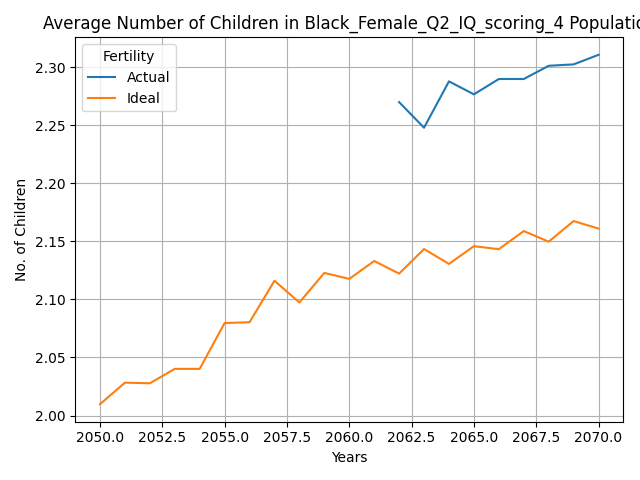 Average Number of Children in Black_Female_Q2_IQ_scoring_4 Populatio
Fertility
Actual
Ideal
No. of Children
2.30
2.25
2.20
2.15
2.10
2.05
2.00
2050.0 2052.5 2055.0 2057.5 2060.0 2062.5 2065.0 2067.5 2070.0
Years